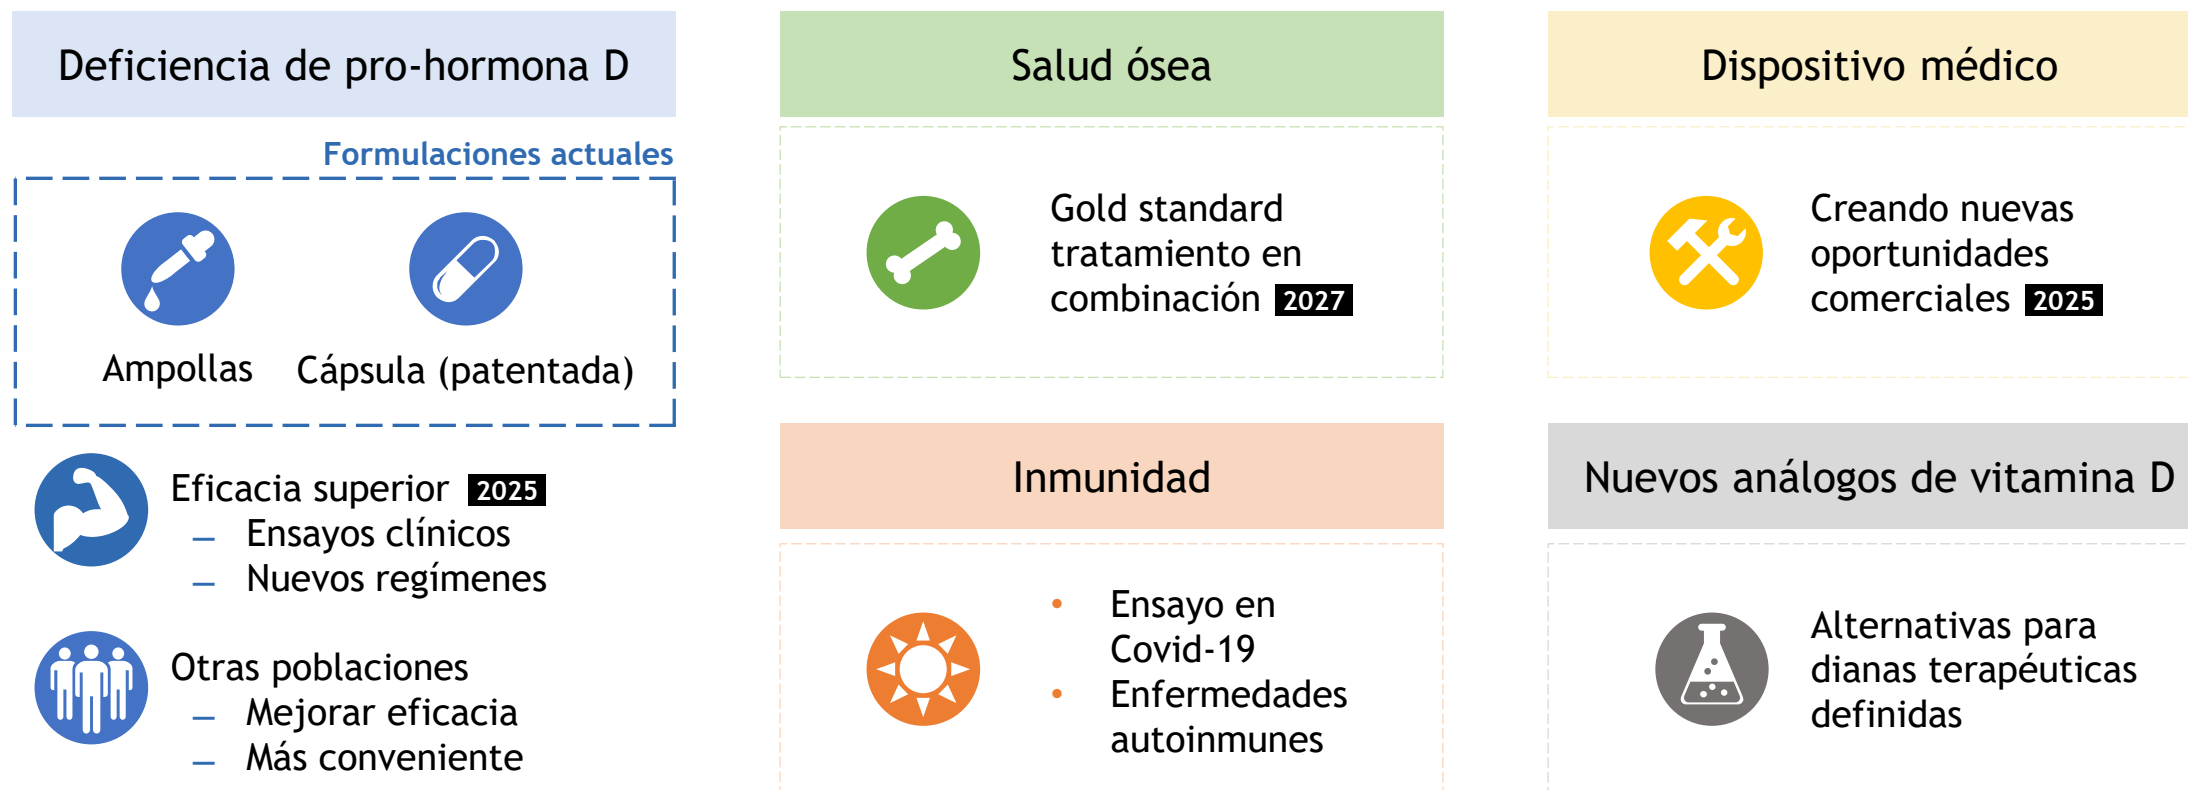 Deficiencia de pro-hormona D
Formulaciones actuales
Ampollas
Cápsula (patentada)
Eficacia superior 2025
– Ensayos clínicos
– Nuevos regímenes
Otras poblaciones
– Mejorar eficacia
– Más conveniente
Salud ósea
Gold standard
tratamiento en
combinación 2027
Inmunidad
• Ensayo en
Covid-19
• Enfermedades
autoinmunes
Dispositivo médico
Creando nuevas
oportunidades
comerciales 2025
Nuevos análogos de vitamina D
Alternativas para
dianas terapéuticas
definidas